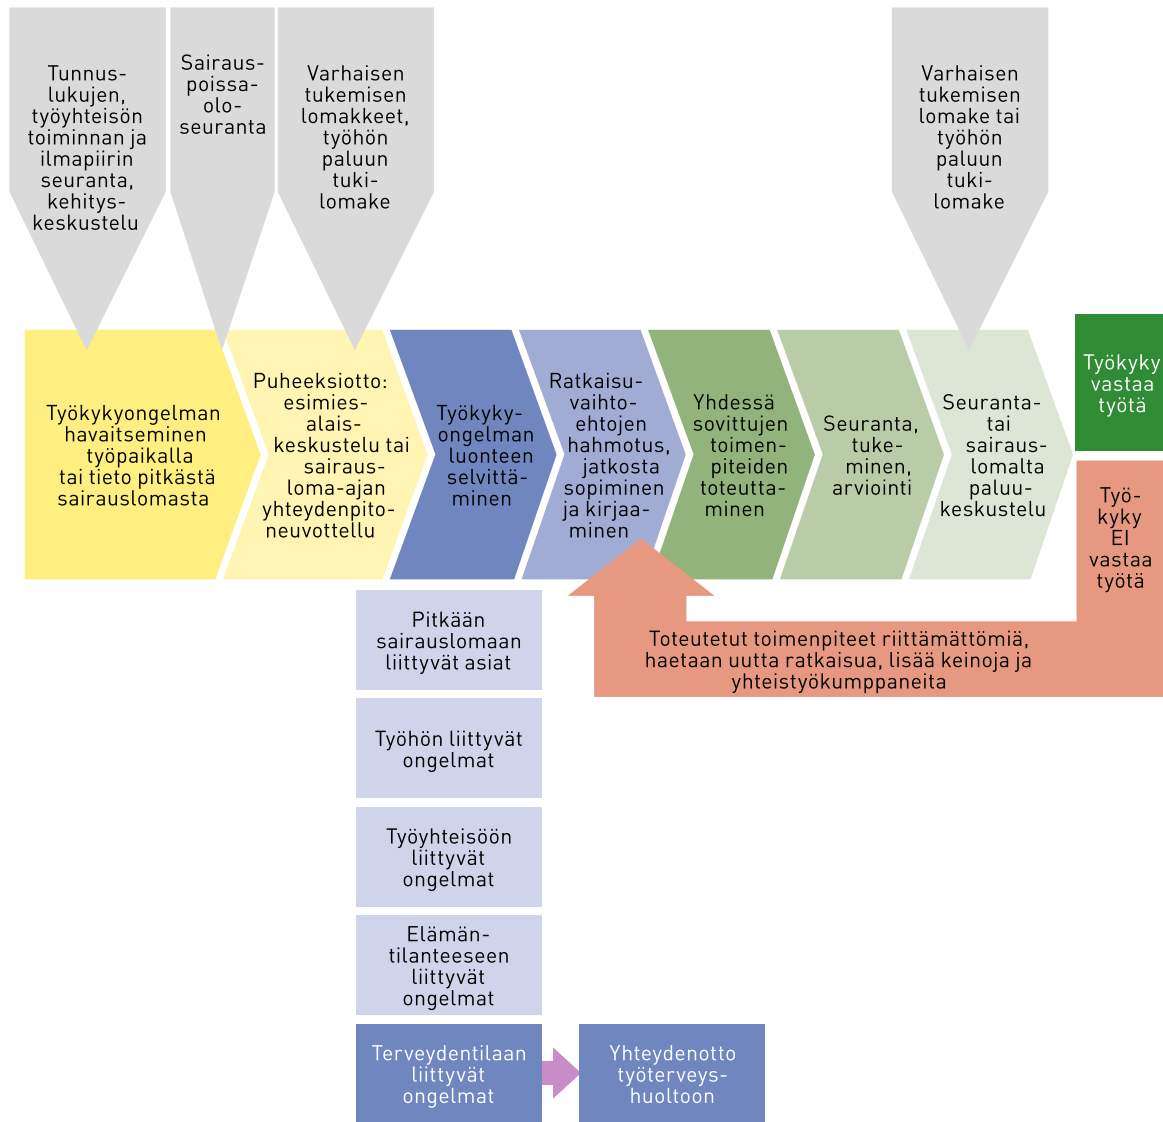 Tunnus-
lukujen,
työyhteisön
toiminnan ja
ilmapiirin
seuranta,
kehitys-
keskustelu
Sairaus-
poissa-
olo-
seuranta
Varhaisen
tukemisen
lomakkeet,
työhön
paluun
tuki-
lomake
Varhaisen
tukemisen
lomake tai
työhön
paluun
tuki-
lomake
Työkykyongelman
havaitseminen
työpaikalla
tai tieto pitkästä
sairauslomasta
Puheeksiotto:
esimies-
alais-
keskustelu tai
sairaus-
loma-ajan
yhteydenpito-
neuvottellu
Työkyky-
ongelman
luonteen
selvittä-
minen
Ratkaisu-
vaihto-
ehtojen
hahmotus,
jatkosta
sopiminen
ja kirjaa-
minen
Yhdessä
sovittujen
toimen-
piteiden
toteutta-
minen
Seuranta,
tuke-
minen,
arviointi
Seuranta-
tai
sairaus-
lomalta
paluu-
keskustelu
Työkyky
vastaa
työtä
Työ-
kyky
EI
vastaa
työtä
Toteutetut toimenpiteet riittämättömiä,
haetaan uutta ratkaisua, lisää keinoja ja
yhteistyökumppaneita
Pitkään
sairauslomaan
liittyvät asiat
Työhön liittyvät
ongelmat
Työyhteisöön
liittyvät
ongelmat
Elämän-
tilanteeseen
liittyvät
ongelmat
Terveydentilaan
liittyvät
ongelmat
Yhteydenotto
työterveys-
huoltoon